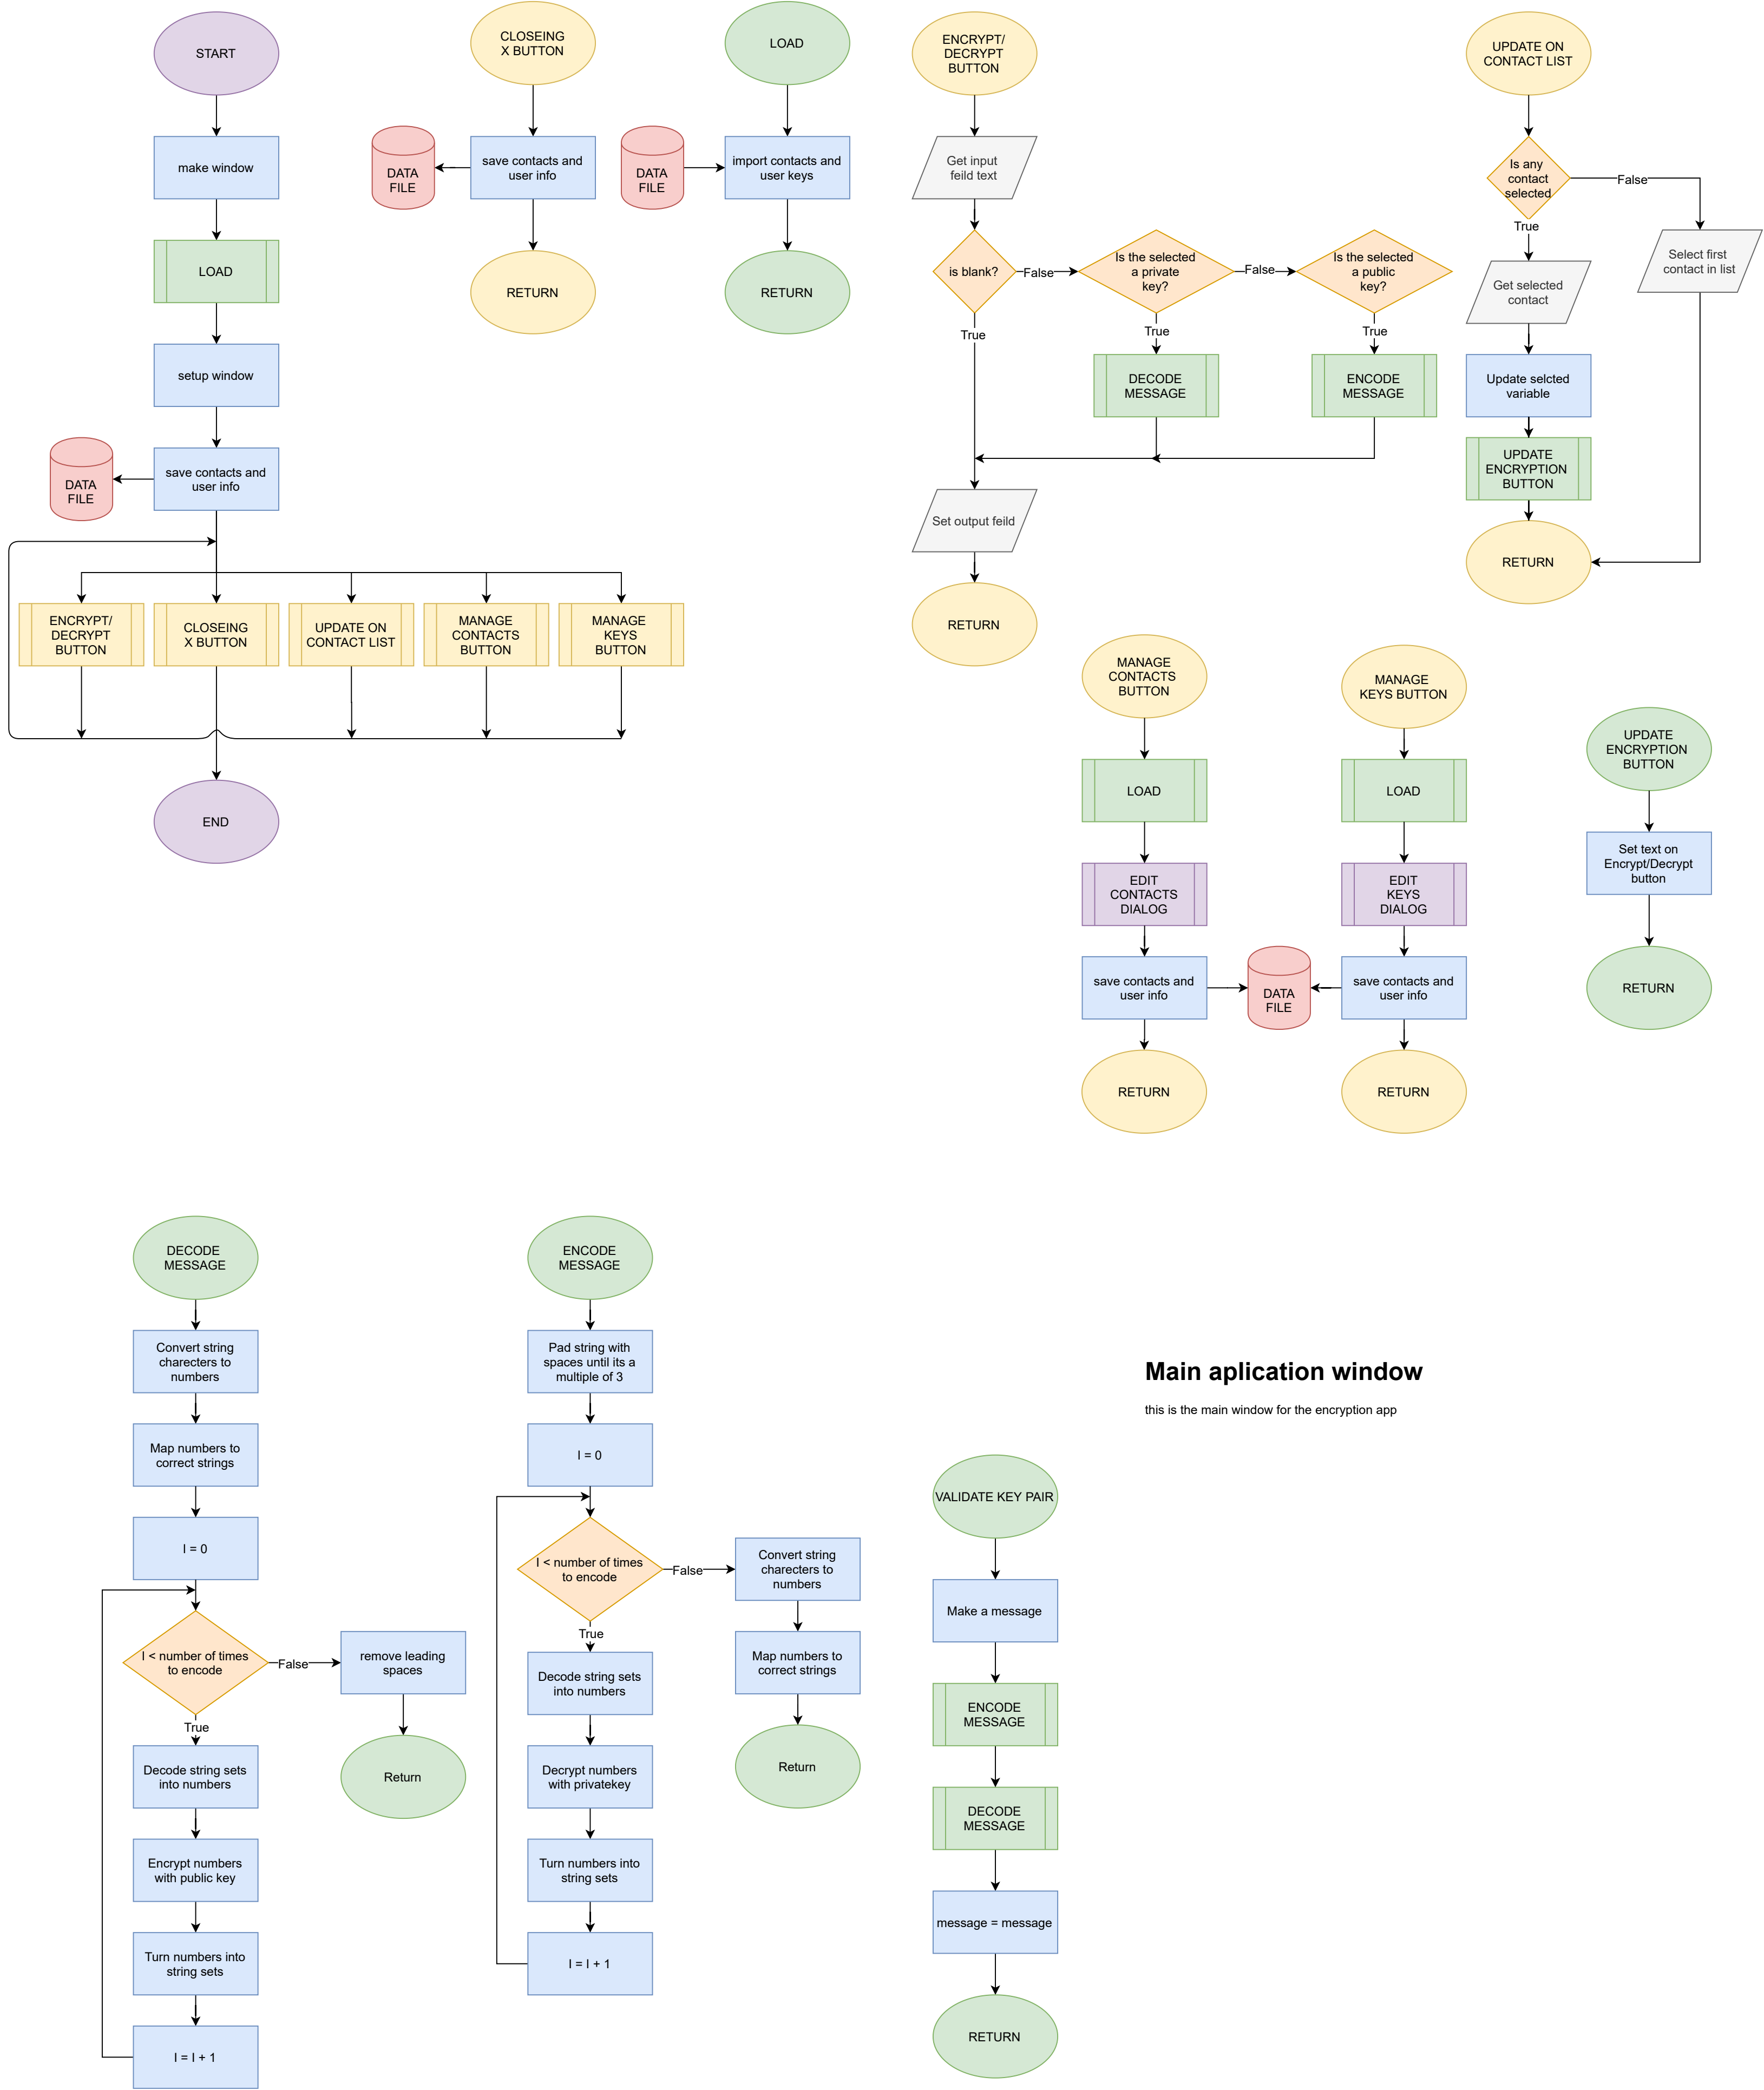 START
make window
LOAD
setup window
save contacts and
user info
DATA
FILE
ENCRYPT/
DECRYPT
BUTTON
CLOSEING
X BUTTON
UPDATE ON
CONTACT LIST
MANAGE
CONTACTS
BUTTON
MANAGE
KEYS
BUTTON
END
CLOSEING
X BUTTON
DATA
FILE
save contacts and
user info
RETURN
LOAD
DATA
FILE
import contacts and
user keys
RETURN
ENCRYPT/
DECRYPT
BUTTON
Get input
feild text
is blank?
False
Is the selected
a private
key?
False
Is the selected
a public
key?
True
True
True
DECODE
MESSAGE
ENCODE
MESSAGE
Set output feild
RETURN
UPDATE ON
CONTACT LIST
Is any
contact
selected
False
True
Select first
contact in list
Get selected
contact
Update selcted
variable
UPDATE
ENCRYPTION
BUTTON
RETURN
MANAGE
CONTACTS
BUTTON
LOAD
EDIT
CONTACTS
DIALOG
save contacts and
user info
DATA
FILE
RETURN
MANAGE
KEYS BUTTON
LOAD
EDIT
KEYS
DIALOG
save contacts and
user info
RETURN
UPDATE
ENCRYPTION
BUTTON
Set text on
Encrypt/Decrypt
button
RETURN
DECODE
MESSAGE
Convert string
charecters to
numbers
Map numbers to
correct strings
I = 0
I < number of times
to encode
False
remove leading
spaces
Return
True
Decode string sets
into numbers
Encrypt numbers
with public key
Turn numbers into
string sets
I = I + 1
ENCODE
MESSAGE
Pad string with
spaces until its a
multiple of 3
I = 0
I < number of times
to encode
False
Convert string
charecters to
numbers
Map numbers to
correct strings
Return
True
Decode string sets
into numbers
Decrypt numbers
with privatekey
Turn numbers into
string sets
I = I + 1
Main aplication window
this is the main window for the encryption app
VALIDATE KEY PAIR
Make a message
ENCODE
MESSAGE
DECODE
MESSAGE
message = message
RETURN